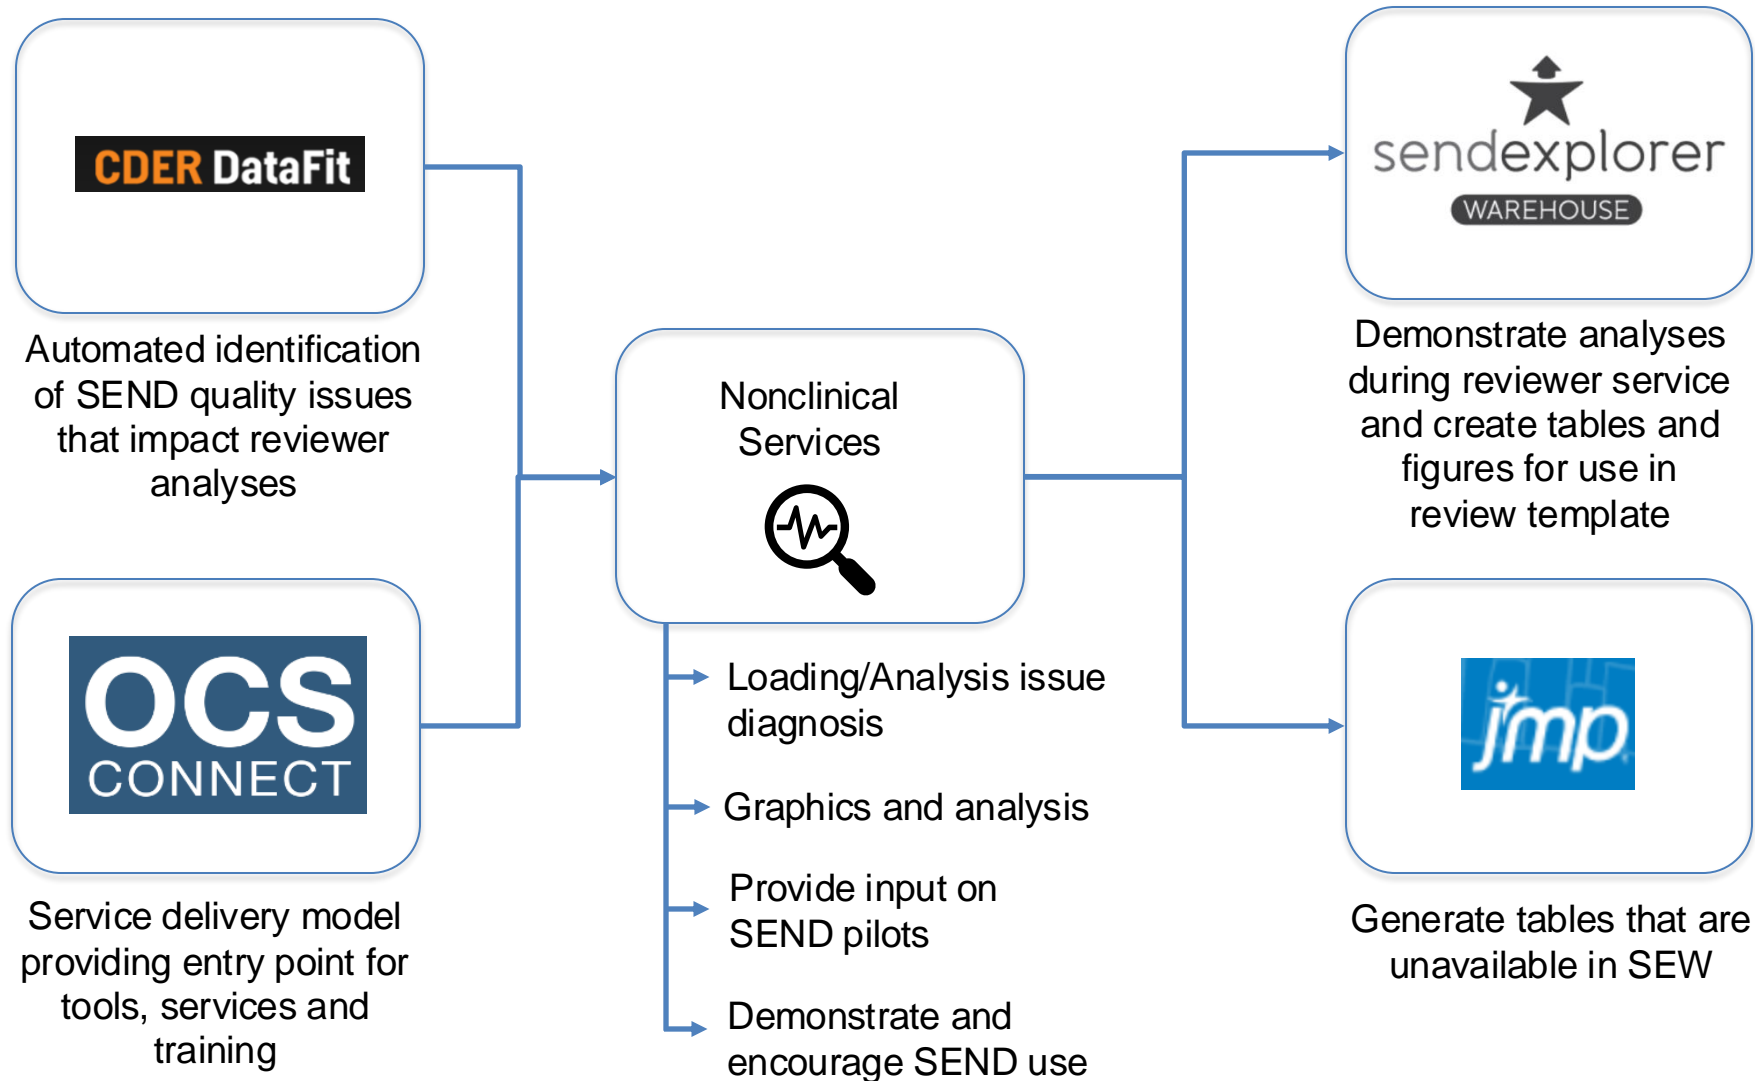 CDER DataFit
Automated identification
of SEND quality issues
that impact reviewer
analyses
OCS
CONNECT
Service delivery model
providing entry point for
tools, services and
training
Nonclinical
Services
Loading/Analysis issue
diagnosis
Graphics and analysis
Provide input on
SEND pilots
Demonstrate and
encourage SEND use
sendexplorer
WAREHOUSE
Demonstrate analyses
during reviewer service
and create tables and
figures for use in
review template
jmp
Generate tables that are
unavailable in SEW